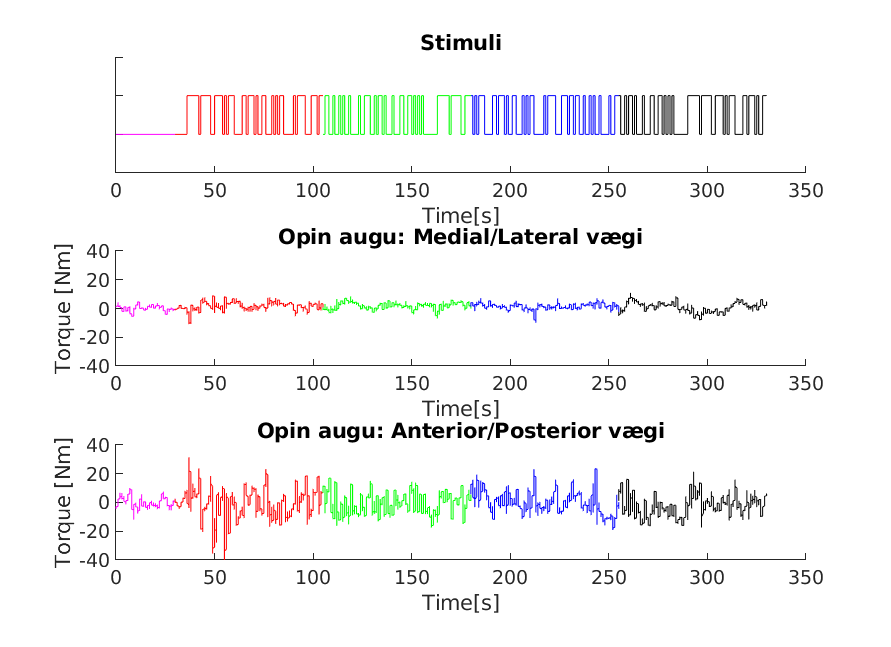 Stimuli
0 50 100 150 200 250 300 350
Time[s]
Opin augu: Medial/Lateral vægi
Torque [Nm]
40
20
0
-20
-40
0 50 100 150 200 250 300 350
Time[s]
Opin augu: Anterior/Posterior vægi
Torque [Nm]
40
20
0
-20
-40
0 50 100 150 200 250 300 350
Time[s]